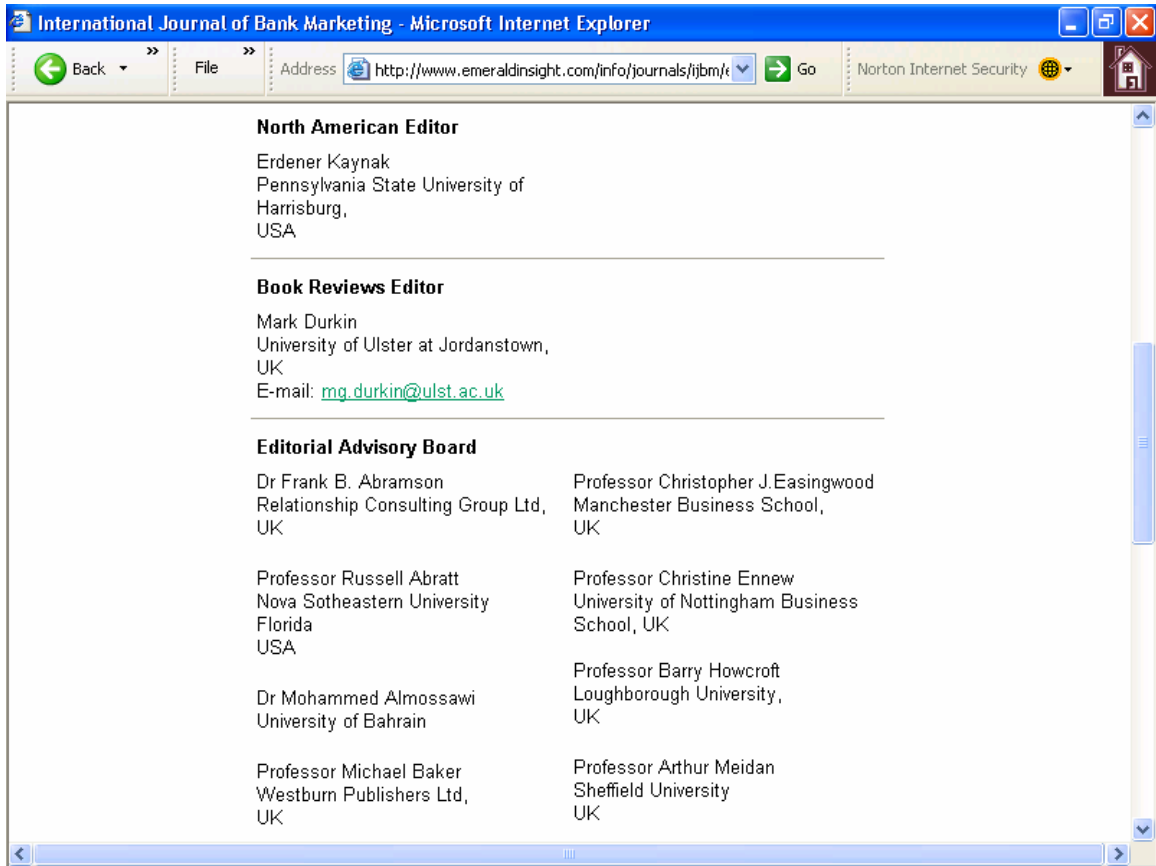 International Journal of Bank Marketing - Microsoft Internet Explorer
Back
File
Address http://www.emeraldinsight.com/info/journals/ijbm/
Go
Norton Internet Security
North American Editor
Erdener Kaynak
Pennsylvania State University of
Harrisburg,
USA
Book Reviews Editor
Mark Durkin
University of Ulster at Jordanstown,
UK
E-mail: mg.durkin@ulst.ac.uk
Editorial Advisory Board
Dr Frank B. Abramson
Relationship Consulting Group Ltd,
UK
Professor Russell Abratt
Nova Sotheastern University
Florida
USA
Dr Mohammed Almossawi
University of Bahrain
Professor Michael Baker
Westburn Publishers Ltd,
UK
Professor Christopher J.Easingwood
Manchester Business School,
UK
Professor Christine Ennew
University of Nottingham Business
School, UK
Professor Barry Howcroft
Loughborough University,
UK
Professor Arthur Meidan
Sheffield University
UK